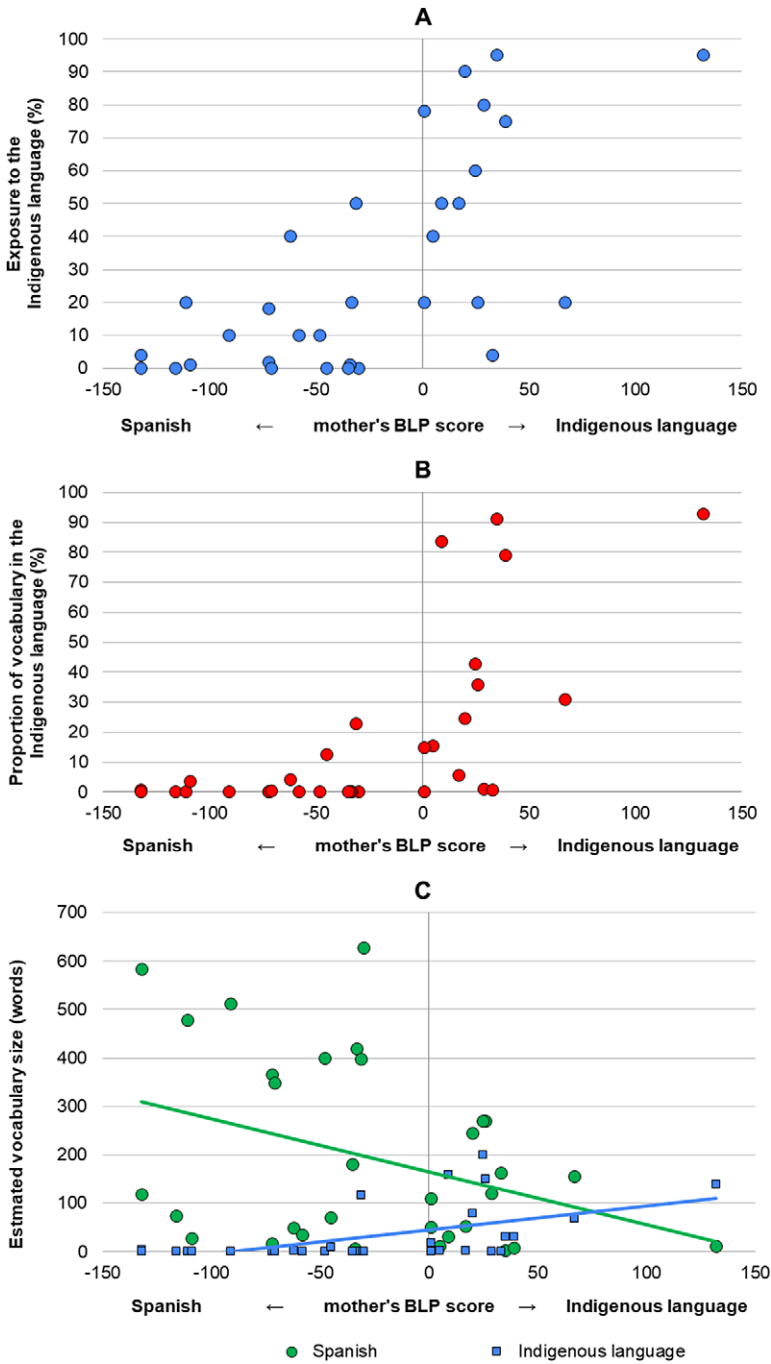 A
100
90
80
70
60
50
40
30
20
10
0
Exposure to the
Indigenous language (%)
-150 -100 -50 0 50 100 150
Spanish ← mother's BLP score → Indigenous language
B
100
90
80
70
60
50
40
30
20
10
0
Proportion of vocabulary in the
Indigenous language (%)
-150 -100 -50 0 50 100 150
Spanish ← mother's BLP score → Indigenous language
C
700
600
500
400
300
200
100
0
Estmated vocabulary size (words)
-150 -100 -50 0 50 100 150
Spanish ← mother's BLP score → Indigenous language
Spanish Indigenous language